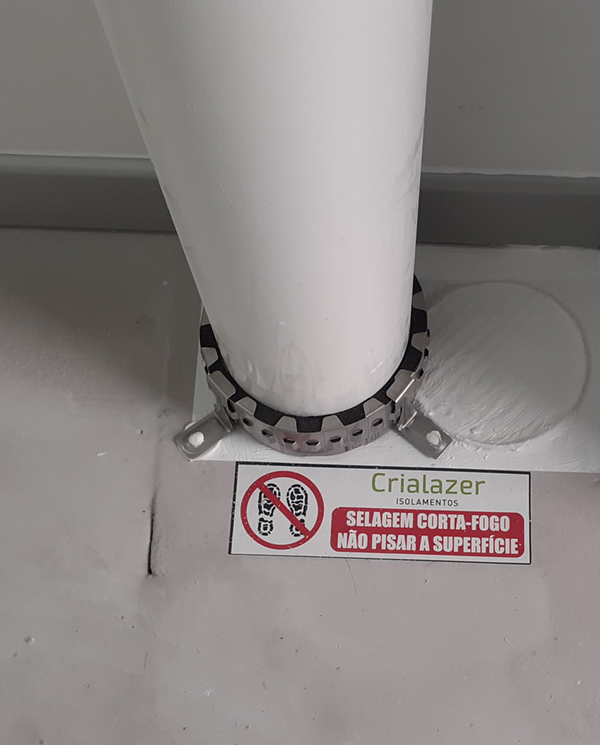 Crialazer
ISOLAMENTOS
SELAGEM CORTA-FOGO
NÃO PISAR A SUPERFÍCIE